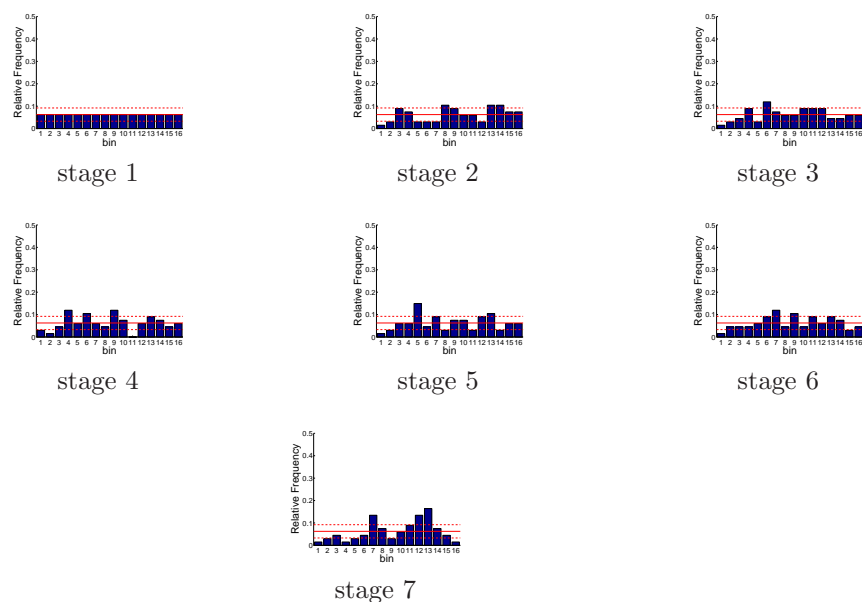 0.5 0.5 0.5
0.4 0.4 0.4
0.3 0.3 0.3
0.2 0.2 0.2
0.1 0.1 0.1
0 0 0
Relative Frequency Relative Frequency Relative Frequency
1 2 3 4 5 6 7 8 9 10 11 12 13 14 15 16 1 2 3 4 5 6 7 8 9 10 11 12 13 14 15 16 1 2 3 4 5 6 7 8 9 10 11 12 13 14 15 16
bin bin bin
stage 1 stage 2 stage 3
0.5 0.5 0.5
0.4 0.4 0.4
0.3 0.3 0.3
0.2 0.2 0.2
0.1 0.1 0.1
0 0 0
Relative Frequency Relative Frequency Relative Frequency
1 2 3 4 5 6 7 8 9 10 11 12 13 14 15 16 1 2 3 4 5 6 7 8 9 10 11 12 13 14 15 16 1 2 3 4 5 6 7 8 9 10 11 12 13 14 15 16
bin bin bin
stage 4 stage 5 stage 6
0.5
0.4
0.3
0.2
0.1
0
Relative Frequency
1 2 3 4 5 6 7 8 9 10 11 12 13 14 15 16
bin
stage 7